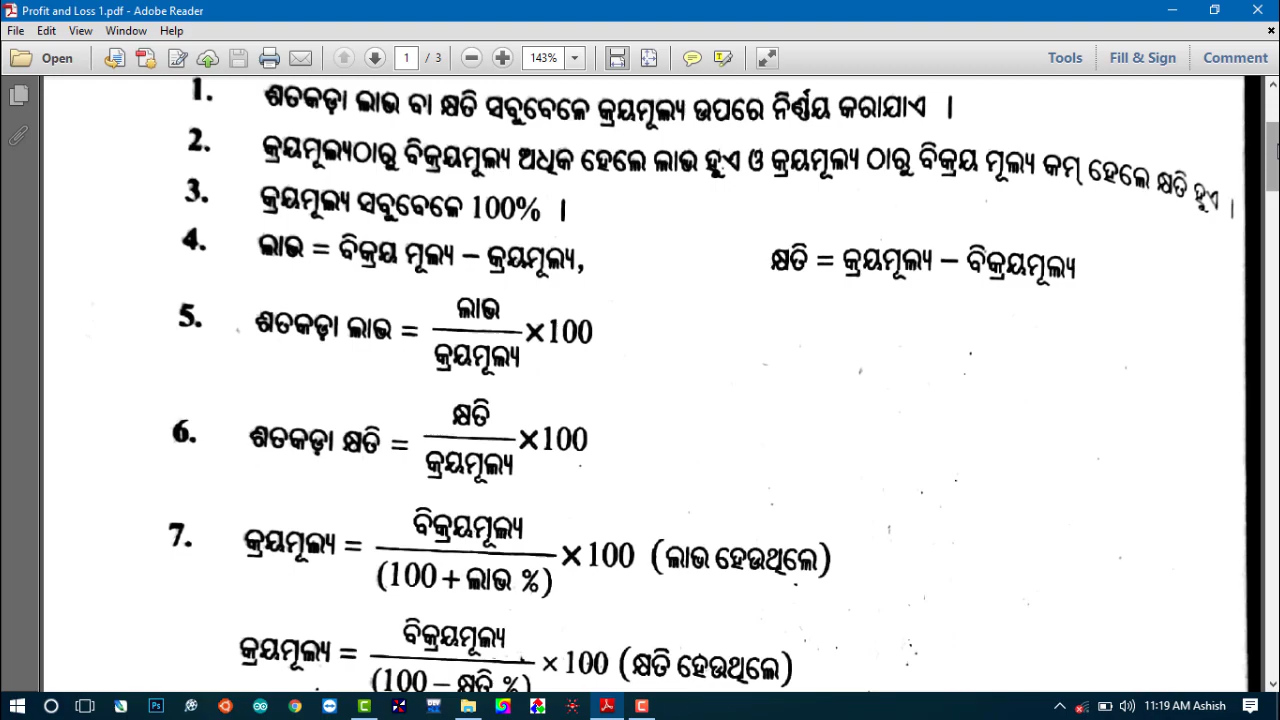 Profit and Loss 1.pdf - Adobe Reader
File Edit View Window Help
Open 1 / 3 143% Tools Fill & Sign Comment
1. ଶତକଡ଼ା ଲାଭ ବା କ୍ଷତି ସବୁବେଳେ କ୍ରୟମୂଲ୍ୟ ଉପରେ ନିର୍ଣ୍ଣୟ କରାଯାଏ ।
2. କ୍ରୟମୂଲ୍ୟଠାରୁ ବିକ୍ରୟମୂଲ୍ୟ ଅଧିକ ହେଲେ ଲାଭ ହୁଏ ଓ କ୍ରୟମୂଲ୍ୟ ଠାରୁ ବିକ୍ରୟ ମୂଲ୍ୟ କମ୍ ହେଲେ କ୍ଷତି ହୁଏ ।
3. କ୍ରୟମୂଲ୍ୟ ସବୁବେଳେ 100% ।
4. ଲାଭ = ବିକ୍ରୟ ମୂଲ୍ୟ – କ୍ରୟମୂଲ୍ୟ, କ୍ଷତି = କ୍ରୟମୂଲ୍ୟ – ବିକ୍ରୟମୂଲ୍ୟ
ଲାଭ
5. ଶତକଡ଼ା ଲାଭ = ×100
କ୍ରୟମୂଲ୍ୟ
କ୍ଷତି
6. ଶତକଡ଼ା କ୍ଷତି = ×100
କ୍ରୟମୂଲ୍ୟ
ବିକ୍ରୟମୂଲ୍ୟ
7. କ୍ରୟମୂଲ୍ୟ = ×100 (ଲାଭ ହେଉଥିଲେ)
(100 + ଲାଭ %)
ବିକ୍ରୟମୂଲ୍ୟ
କ୍ରୟମୂଲ୍ୟ = × 100 (କ୍ଷତି ହେଉଥିଲେ)
(100 – କ୍ଷତି %)
11:19 AM Ashish